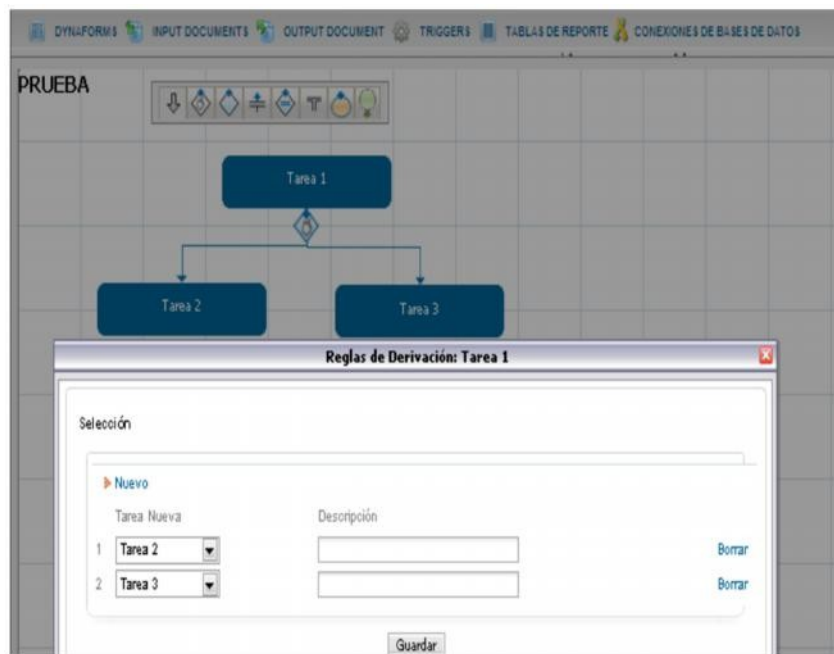 DYNAFORMS INPUT DOCUMENTS OUTPUT DOCUMENT TRIGGERS TABLAS DE REPORTE CONEXIONES DE BASES DE DATOS
PRUEBA
Tarea 1
Tarea 2 Tarea 3
Reglas de Derivación: Tarea 1
Selección
Nuevo
Tarea Nueva Descripción
1 Tarea 2 Borrar
2 Tarea 3 Borrar
Guardar